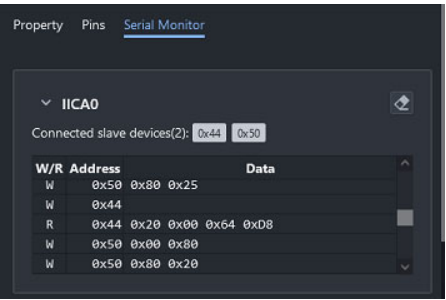 Property Pins Serial Monitor
IICA0
Connected slave devices(2): 0x44 0x50
W/R Address Data
W 0x50 0x80 0x25
W 0x44
R 0x44 0x20 0x00 0x64 0xD8
W 0x50 0x00 0x80
W 0x50 0x80 0x20